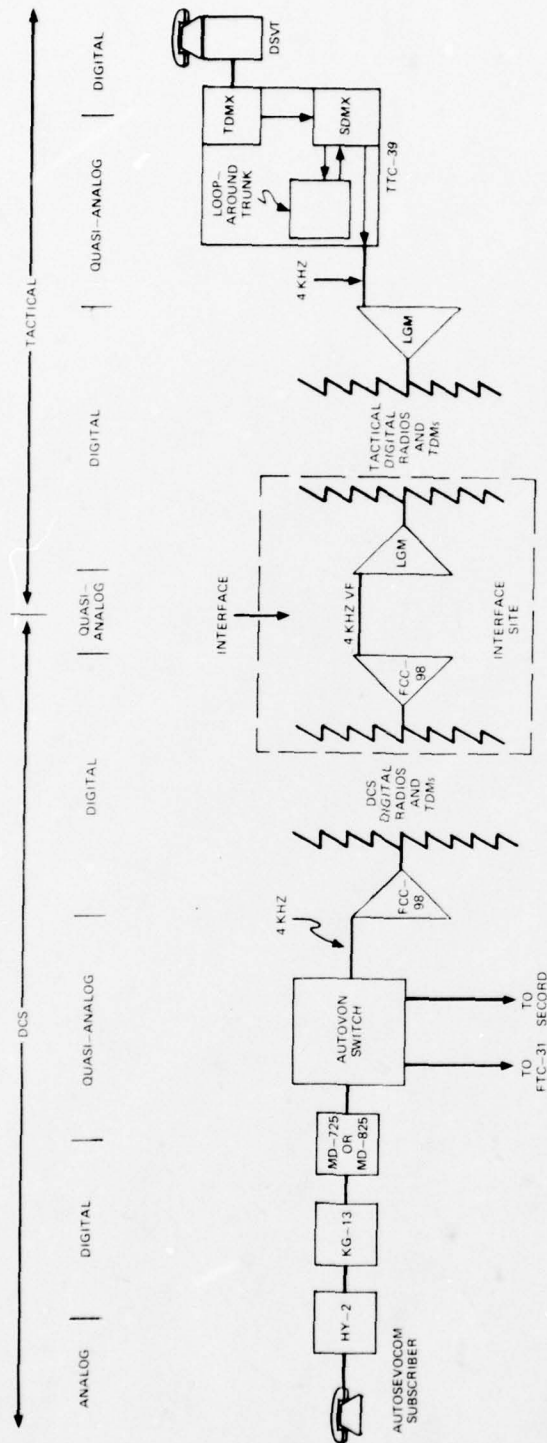 DCS
TACTICAL
ANALOG
DIGITAL
QUASI-ANALOG
DIGITAL
QUASI-
ANALOG
DIGITAL
QUASI-ANALOG
DIGITAL
AUTOSEVOCOM
SUBSCRIBER
HY-2
KG-13
MD-725
OR
MD-825
AUTOVON
SWITCH
TO
FTC-31
TO
SECORD
4 KHZ
FCC-
98
DCS
DIGITAL
RADIOS
AND
TDMs
INTERFACE
FCC-
98
4 KHZ VF
LGM
INTERFACE
SITE
TACTICAL
DIGITAL
RADIOS
AND
TDMs
LGM
4 KHZ
LOOP-
AROUND
TRUNK
TDMX
SDMX
TTC-39
DSVT